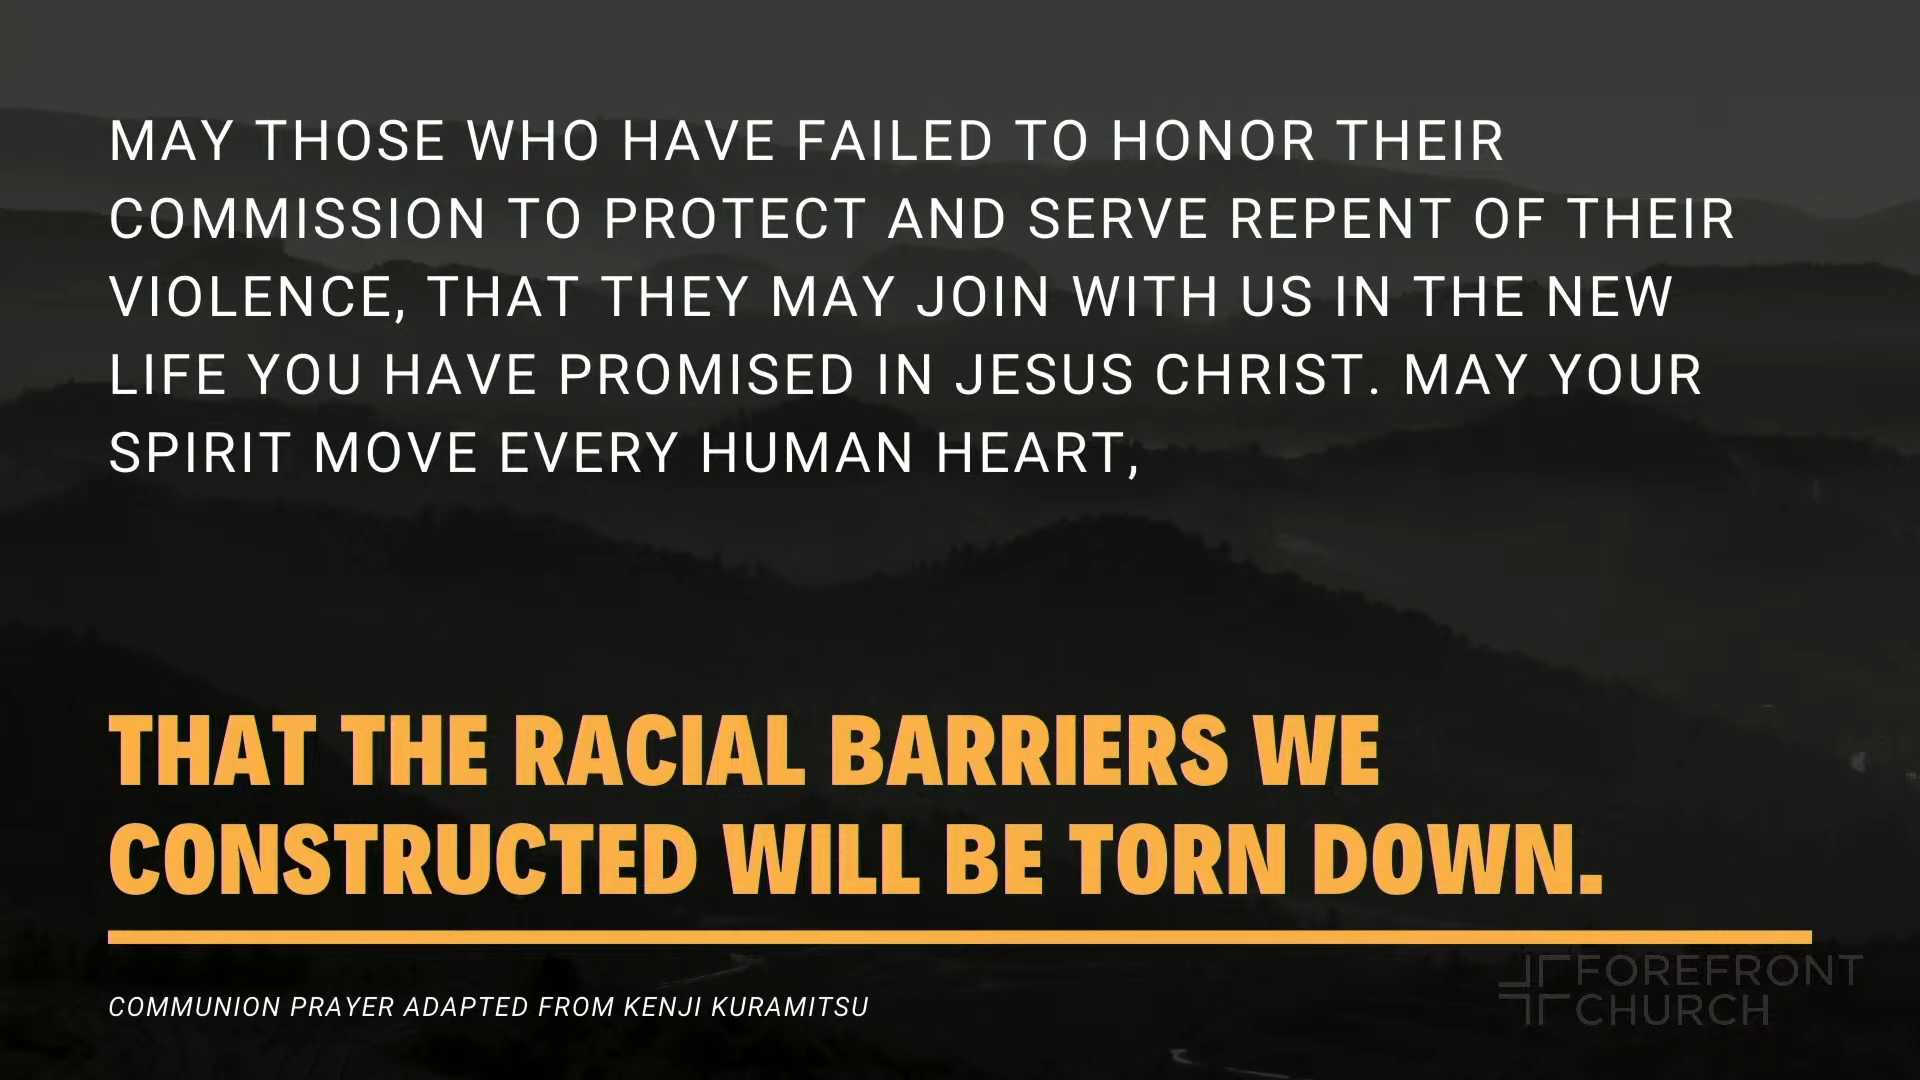 MAY THOSE WHO HAVE FAILED TO HONOR THEIR
COMMISSION TO PROTECT AND SERVE REPENT OF THEIR
VIOLENCE, THAT THEY MAY JOIN WITH US IN THE NEW
LIFE YOU HAVE PROMISED IN JESUS CHRIST. MAY YOUR
SPIRIT MOVE EVERY HUMAN HEART,
THAT THE RACIAL BARRIERS WE
CONSTRUCTED WILL BE TORN DOWN.
COMMUNION PRAYER ADAPTED FROM KENJI KURAMITSU
FOREFRONT
CHURCH